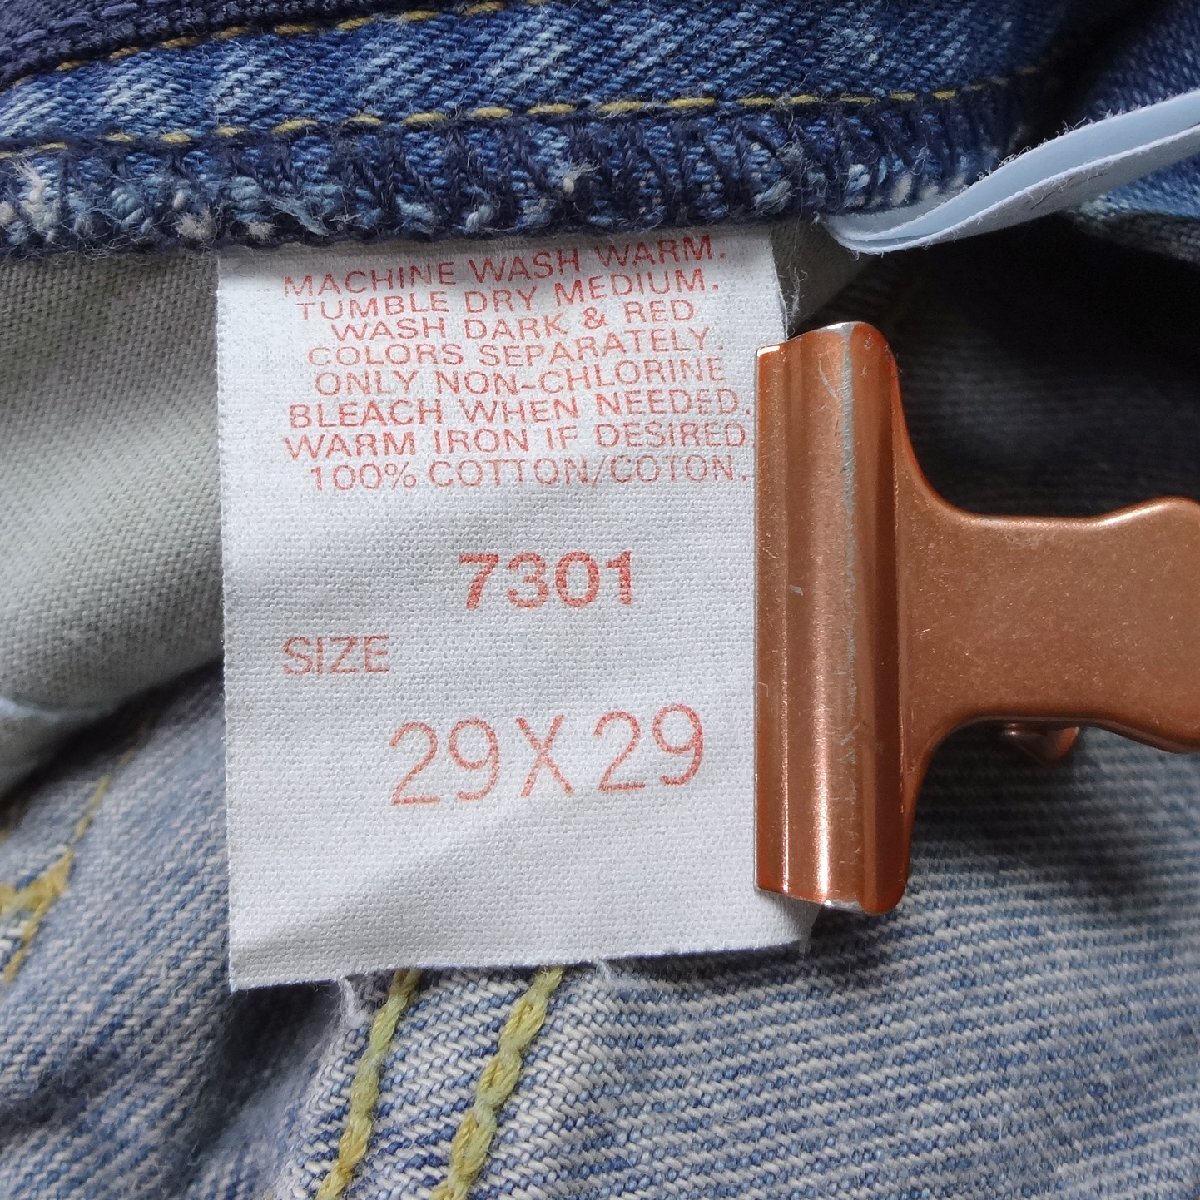 MACHINE WASH WARM.
TUMBLE DRY MEDIUM.
WASH DARK & RED
COLORS SEPARATELY.
ONLY NON-CHLORINE
BLEACH WHEN NEEDED.
WARM IRON IF DESIRED.
100% COTTON/COTON.
7301
SIZE
29X29